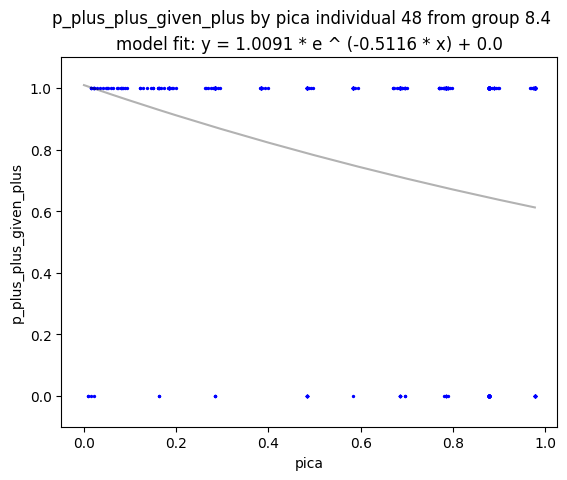 p_plus_plus_given_plus by pica individual 48 from group 8.4
model fit: y = 1.0091 * e ^ (-0.5116 * x) + 0.0
1.0
0.8
0.6
0.4
0.2
0.0
p_plus_plus_given_plus
0.0 0.2 0.4 0.6 0.8 1.0
pica